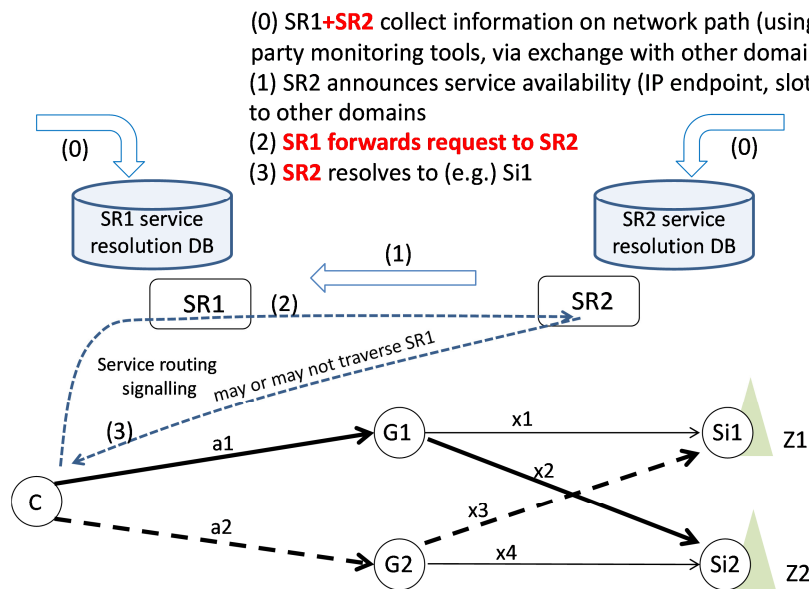 (0) SR1+SR2 collect information on network path (using
party monitoring tools, via exchange with other domai
(1) SR2 announces service availability (IP endpoint, slot
to other domains
(2) SR1 forwards request to SR2
(3) SR2 resolves to (e.g.) Si1
(0)
(0)
SR1 service
resolution DB
SR2 service
resolution DB
(1)
SR1
(2)
SR2
Service routing
signalling
may or may not traverse SR1
(3)
a1
G1
x1
Si1
Z1
x2
C
x3
a2
G2
x4
Si2
Z2